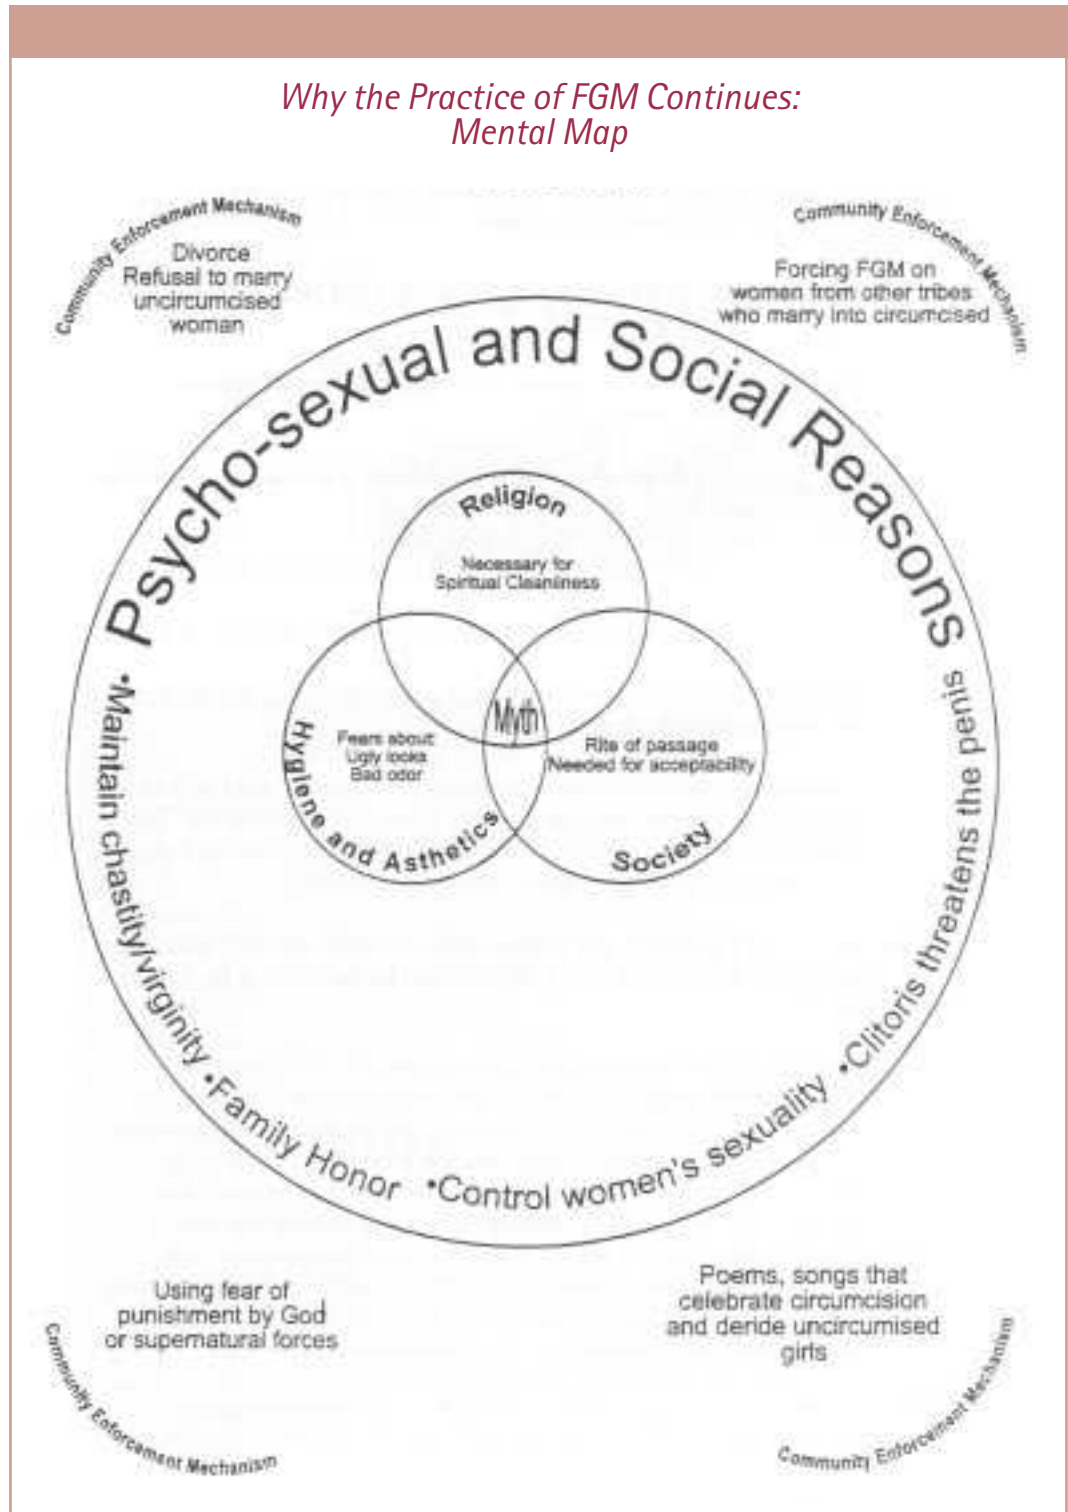 Why the Practice of FGM Continues:
Mental Map
Community Enforcement Mechanism
Divorce
Refusal to marry
uncircumcised
woman
Community Enforcement Mechanism
Forcing FGM on
women from other tribes
who marry into circumcised
Psycho-sexual and Social Reasons
Religion
Necessary for
Spiritual Cleanliness
Myth
Hygiene and Asthetics
Fears about:
Ugly looks
Bad odor
Rite of passage
Needed for acceptability
Society
•Maintain chastity/virginity •Family Honor •Control women's sexuality •Clitoris threatens the penis
Using fear of
punishment by God
or supernatural forces
Community Enforcement Mechanism
Poems, songs that
celebrate circumcision
and deride uncircumised
girls
Community Enforcement Mechanism